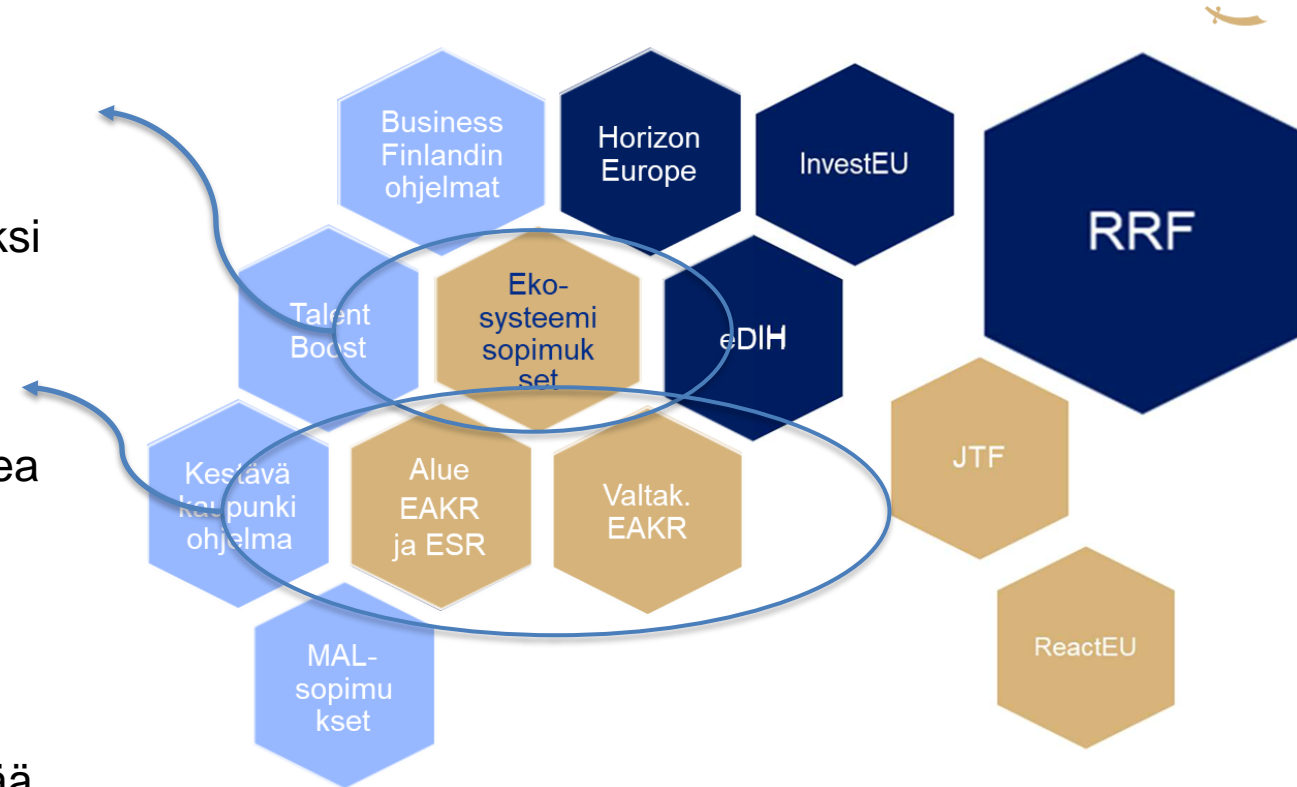 Business
Finlandin
ohjelmat
Horizon
Europe
InvestEU
RRF
ksi
Talent
Boost
Eko-
systeemi
sopimuk
set
eDIH
ea
Kestävä
kaupunki
ohjelma
Alue
EAKR
ja ESR
Valtak.
EAKR
JTF
ReactEU
MAL-
sopimu
kset
ää